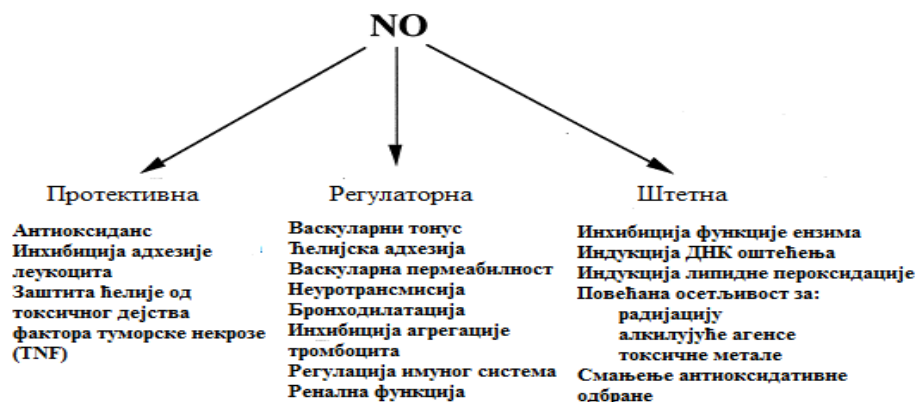 NO
Протективна
Антиоксиданс
Инхибиција адхезије
леукоцита
Заштита ћелије од
токсичног дејства
фактора туморске некрозе
(TNF)
Регулаторна
Васкуларни тонус
Ћелијска адхезија
Васкуларна пермеабилност
Неуротрансмисија
Бронходилатација
Инхибиција агрегације
тромбоцита
Регулација имуног система
Ренална функција
Штетна
Инхибиција функције ензима
Индукција ДНК оштећења
Индукција липидне пероксидације
Повећана осетљивост за:
радијацију
алкилујуће агенсе
токсичне метале
Смањење антиоксидативне
одбране